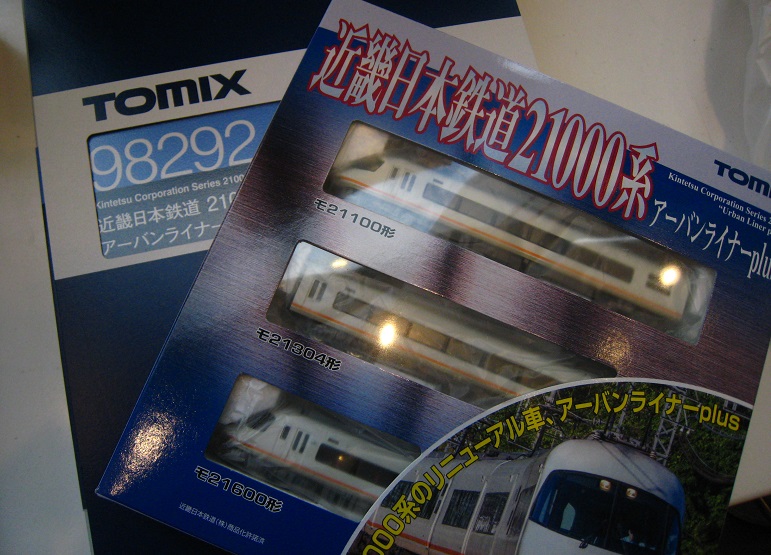 TOMIX
98292
Kintetsu Corporation Series 2100
近畿日本鉄道 210
アーバンライナー
近畿日本鉄道21000系
TOMI
Kintetsu Corporation Series 2
"Urban Liner p
アーバンライナーplu
モ21100形
モ21304形
モ21600形
000系のリニューアル車、アーバンライナーplus
近畿日本鉄道(株)商品化許諾済